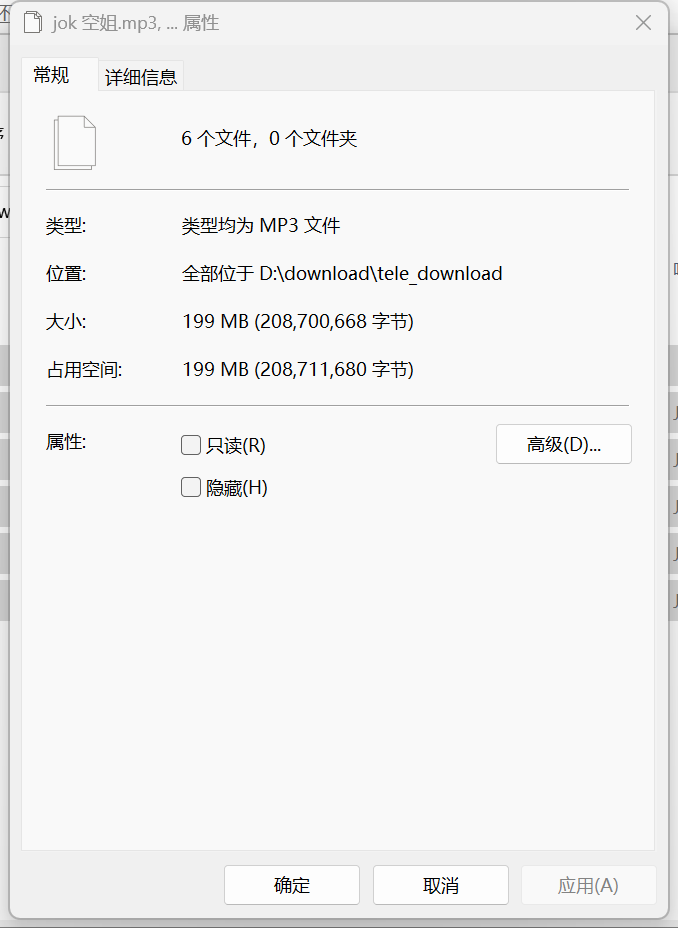 jok 空姐.mp3, ... 属性
常规
详细信息
6 个文件，0 个文件夹
类型:
类型均为 MP3 文件
位置:
全部位于 D:\download\tele_download
大小:
199 MB (208,700,668 字节)
占用空间:
199 MB (208,711,680 字节)
属性:
只读(R)
高级(D)...
隐藏(H)
确定
取消
应用(A)